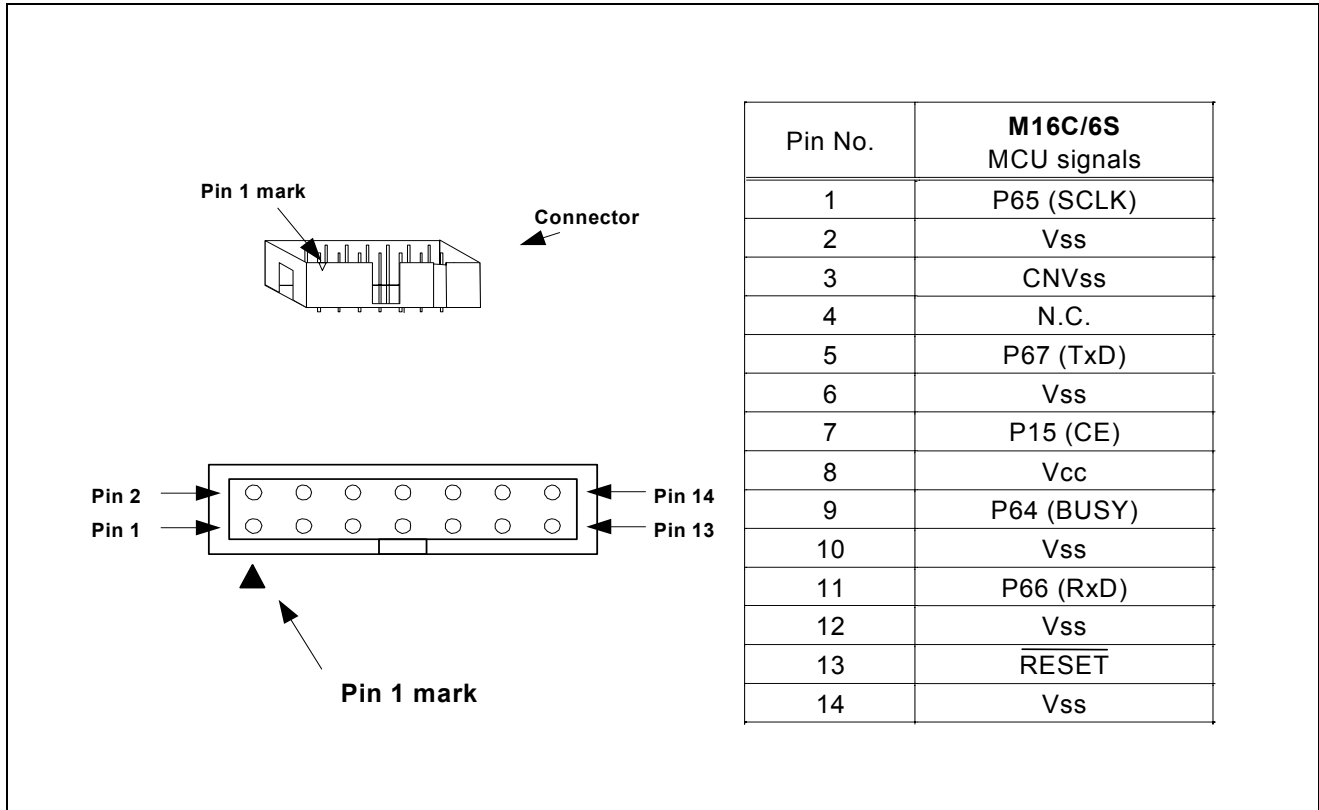 Pin 1 mark
Connector
Pin 2
Pin 14
Pin 1
Pin 13
Pin 1 mark
Pin No. M16C/6S MCU signals
1 P65 (SCLK)
2 Vss
3 CNVss
4 N.C.
5 P67 (TxD)
6 Vss
7 P15 (CE)
8 Vcc
9 P64 (BUSY)
10 Vss
11 P66 (RxD)
12 Vss
13 R̅E̅S̅E̅T̅
14 Vss